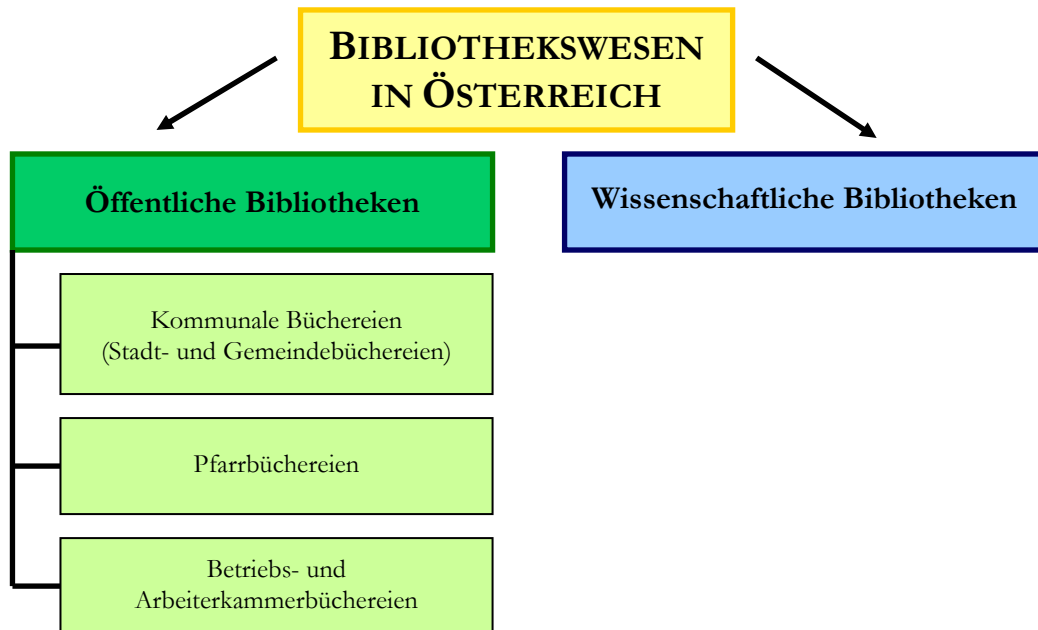 BIBLIOTHEKSWESEN
IN ÖSTERREICH
Öffentliche Bibliotheken
Wissenschaftliche Bibliotheken
Kommunale Büchereien
(Stadt- und Gemeindebüchereien)
Pfarrbüchereien
Betriebs- und
Arbeiterkammerbüchereien